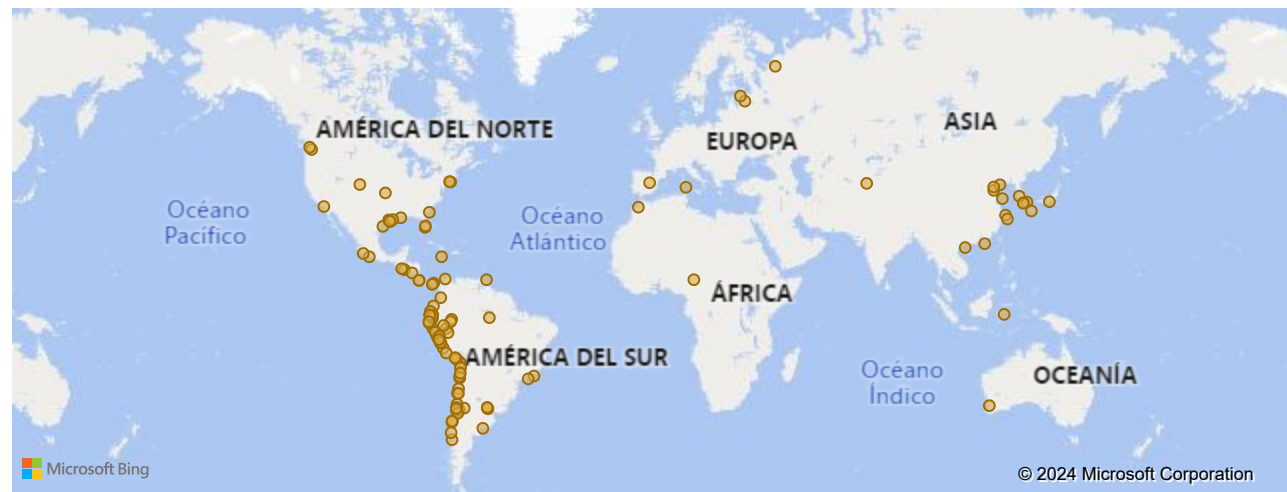 AMÉRICA DEL NORTE
EUROPA
ASIA
Océano
Pacífico
Océano
Atlántico
ÁFRICA
AMÉRICA DEL SUR
Océano
Índico
OCEANÍA
Microsoft Bing
© 2024 Microsoft Corporation